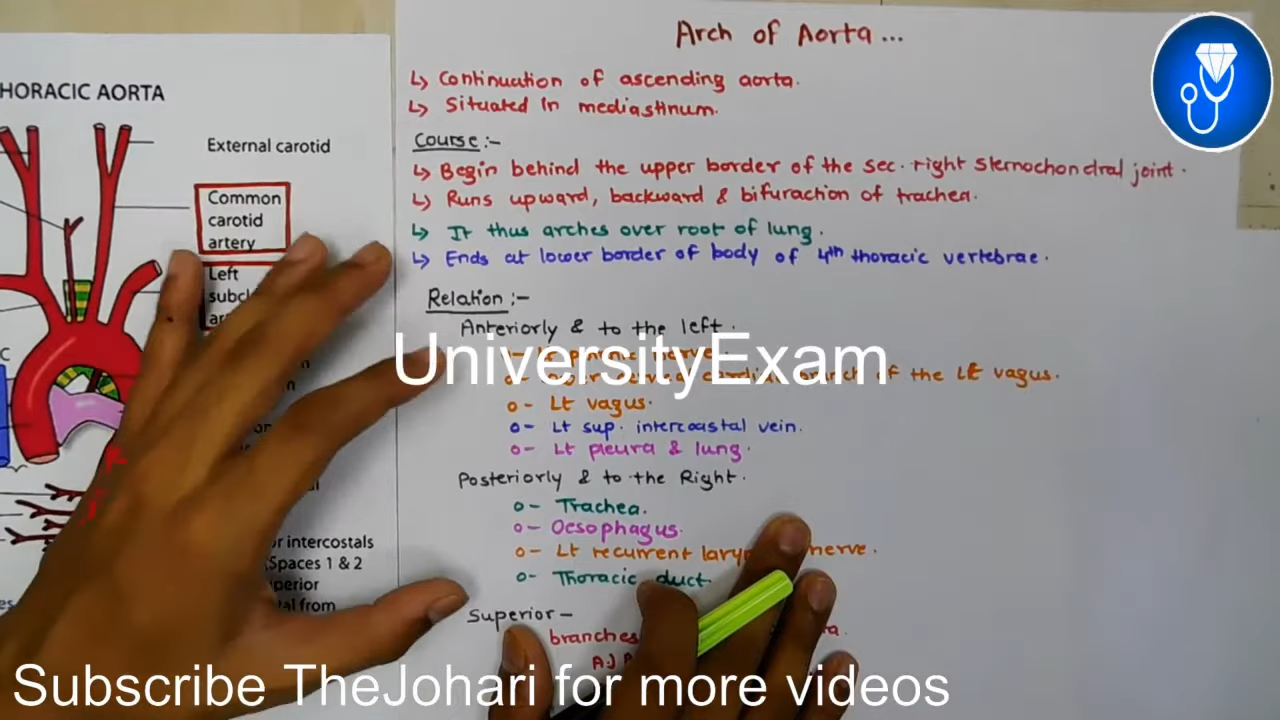 HORACIC AORTA
External carotid
Common
carotid
artery
Left
subcl
ar
C
or intercostals
Spaces 1 & 2
perior
tal from
Arch of Aorta...
↳ Continuation of ascending aorta.
↳ Situated in mediastinum.
Course :-
↳ Begin behind the upper border of the sec. right sternochondral joint.
↳ Runs upward, backward & bifuraction of trachea.
↳ It thus arches over root of lung.
↳ Ends at lower border of body of 4th thoracic vertebrae.
Relation :-
Anteriorly & to the left.
nerve
branch of the Lt vagus.
o- Lt vagus.
o- Lt sup. intercoastal vein.
o- Lt pleura & lung.
Posteriorly & to the Right.
o- Trachea.
o- Oesophagus.
o- Lt recurrent laryn nerve.
o- Thoracic duct.
Superior -
branches
A)
UniversityExam
Subscribe TheJohari for more videos